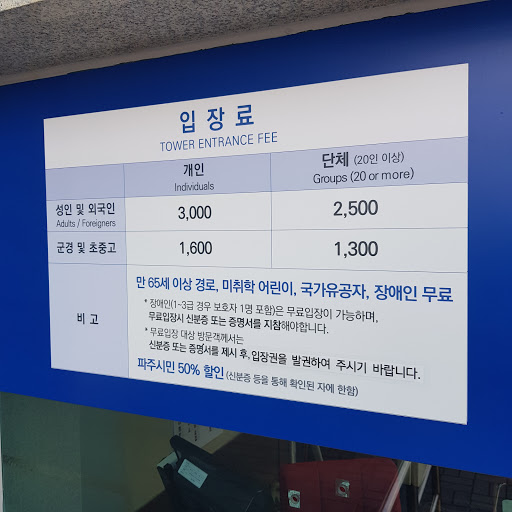 입 장 료
TOWER ENTRANCE FEE
개인
Individuals
단체 (20인 이상)
Groups (20 or more)
성인 및 외국인
Adults / Foreigners
3,000
2,500
군경 및 초중고
1,600
1,300
비 고
만 65세 이상 경로, 미취학 어린이, 국가유공자, 장애인 무료
* 장애인(1~3급 경우 보호자 1명 포함)은 무료입장이 가능하며,
무료입장시 신분증 또는 증명서를 지참해야합니다.
* 무료입장 대상 방문객께서는
신분증 또는 증명서를 제시 후, 입장권을 발권하여 주시기 바랍니다.
파주시민 50% 할인 (신분증 등을 통해 확인된 자에 한함)